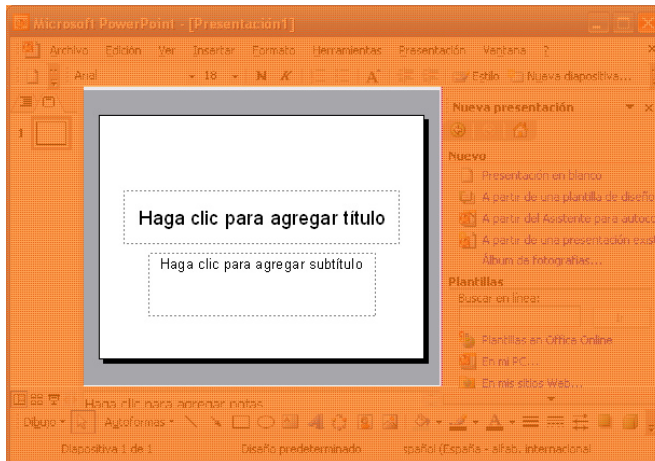 Microsoft PowerPoint - [Presentación1]
Archivo Edición Ver Insertar Formato Herramientas Presentación Ventana ?
Arial 18 N K A Estilo Nueva diapositiva...
Nueva presentación
1
Nuevo
Presentación en blanco
A partir de una plantilla de diseño
A partir del Asistente para autoco
A partir de una presentación exist
Álbum de fotografías...
Haga clic para agregar título
Haga clic para agregar subtítulo
Plantillas
Buscar en línea:
Plantillas en Office Online
En mi PC...
En mis sitios Web...
Haga clic para agregar notas
Dibujo Autoformas
Diapositiva 1 de 1 Diseño predeterminado spañol (España - alfab. internacional